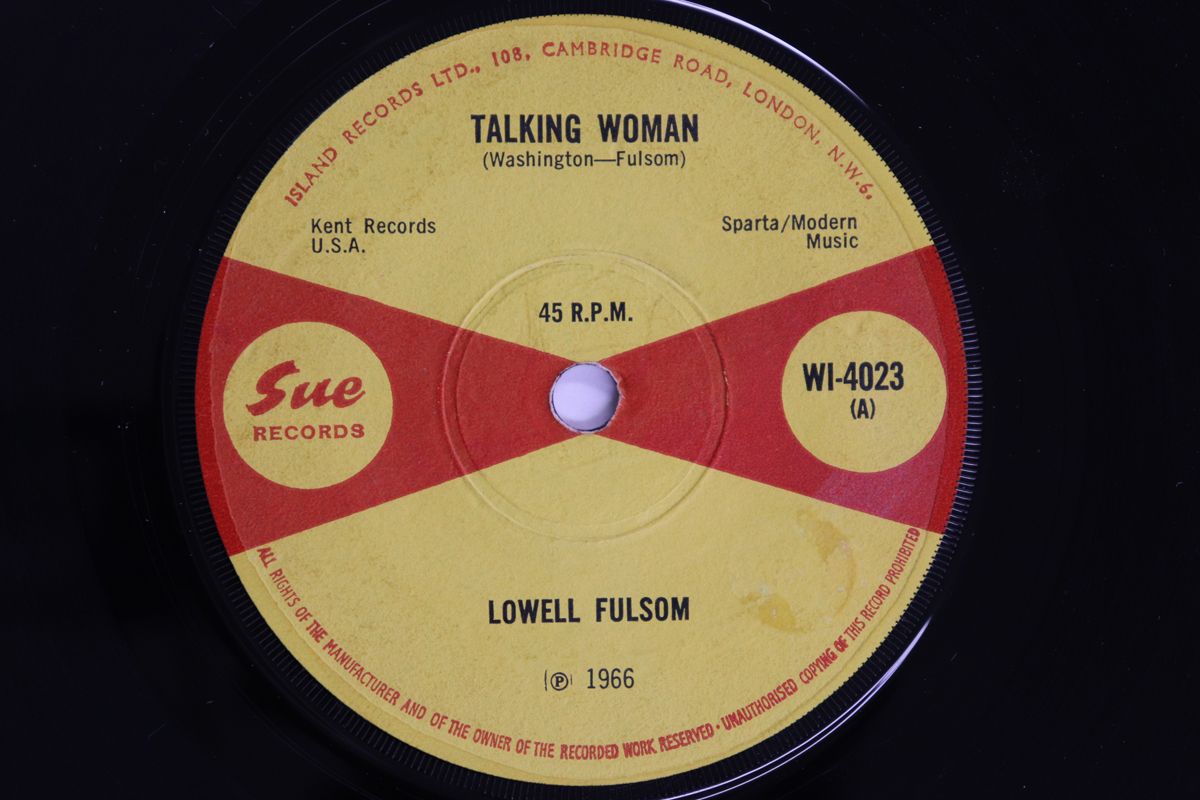 ISLAND RECORDS LTD., 108, CAMBRIDGE ROAD, LONDON, N.W.6.
TALKING WOMAN
(Washington—Fulsom)
Kent Records
U.S.A.
Sparta/Modern
Music
45 R.P.M.
Sue
RECORDS
WI-4023
(A)
LOWELL FULSOM
℗ 1966
ALL RIGHTS OF THE MANUFACTURER AND OF THE OWNER OF THE RECORDED WORK RESERVED · UNAUTHORISED COPYING OF THIS RECORD PROHIBITED